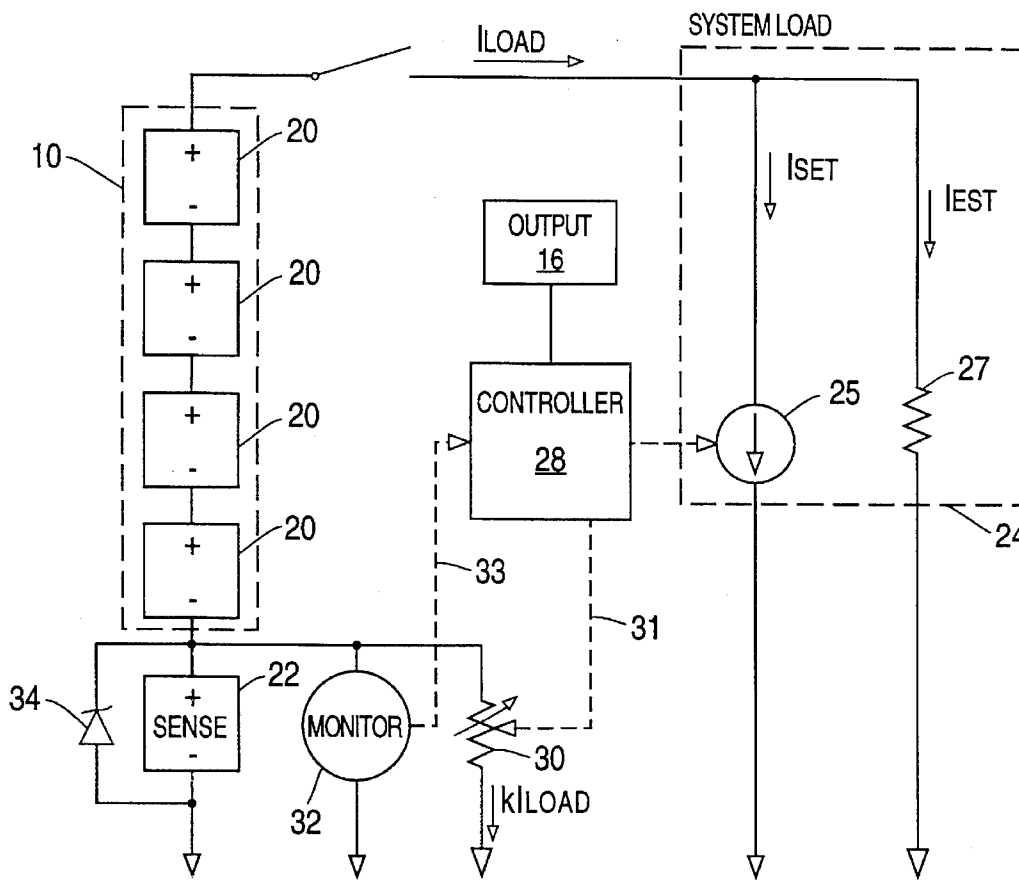 SYSTEM LOAD
ILOAD
10
+
-
20
+
-
20
+
-
20
+
-
20
OUTPUT
16
CONTROLLER
28
ISET
IEST
25
27
24
33
31
34
+
SENSE
-
22
MONITOR
32
30
kILOAD